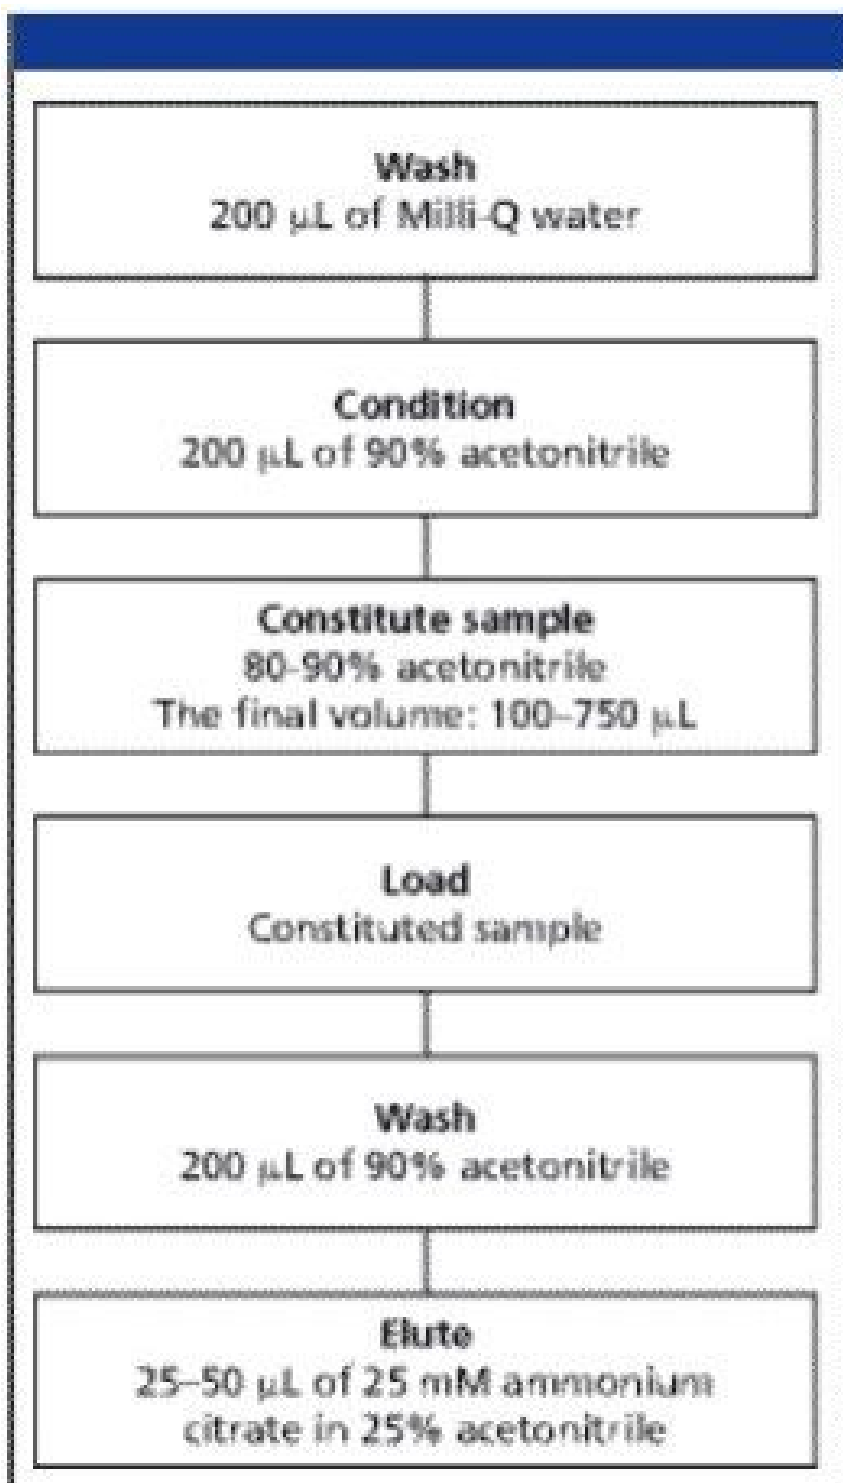 Wash
200 µL of Milli-Q water
Condition
200 µL of 90% acetonitrile
Constitute sample
80-90% acetonitrile
The final volume: 100–750 µL
Load
Constituted sample
Wash
200 µL of 90% acetonitrile
Elute
25–50 µL of 25 mM ammonium
citrate in 25% acetonitrile